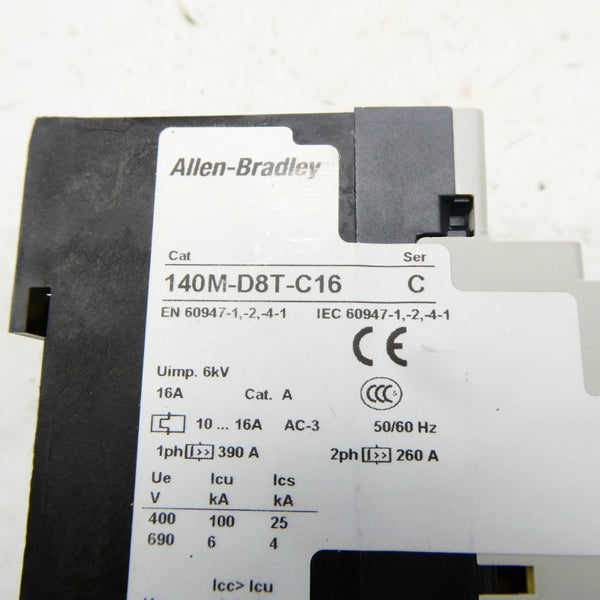 Allen-Bradley
Cat Ser
140M-D8T-C16 C
EN 60947-1,-2,-4-1 IEC 60947-1,-2,-4-1
CE
Uimp. 6kV
16A Cat. A CCC
10 ... 16A AC-3 50/60 Hz
1ph 390 A 2ph 260 A
Ue Icu Ics
V kA kA
400 100 25
690 6 4
Icc> Icu